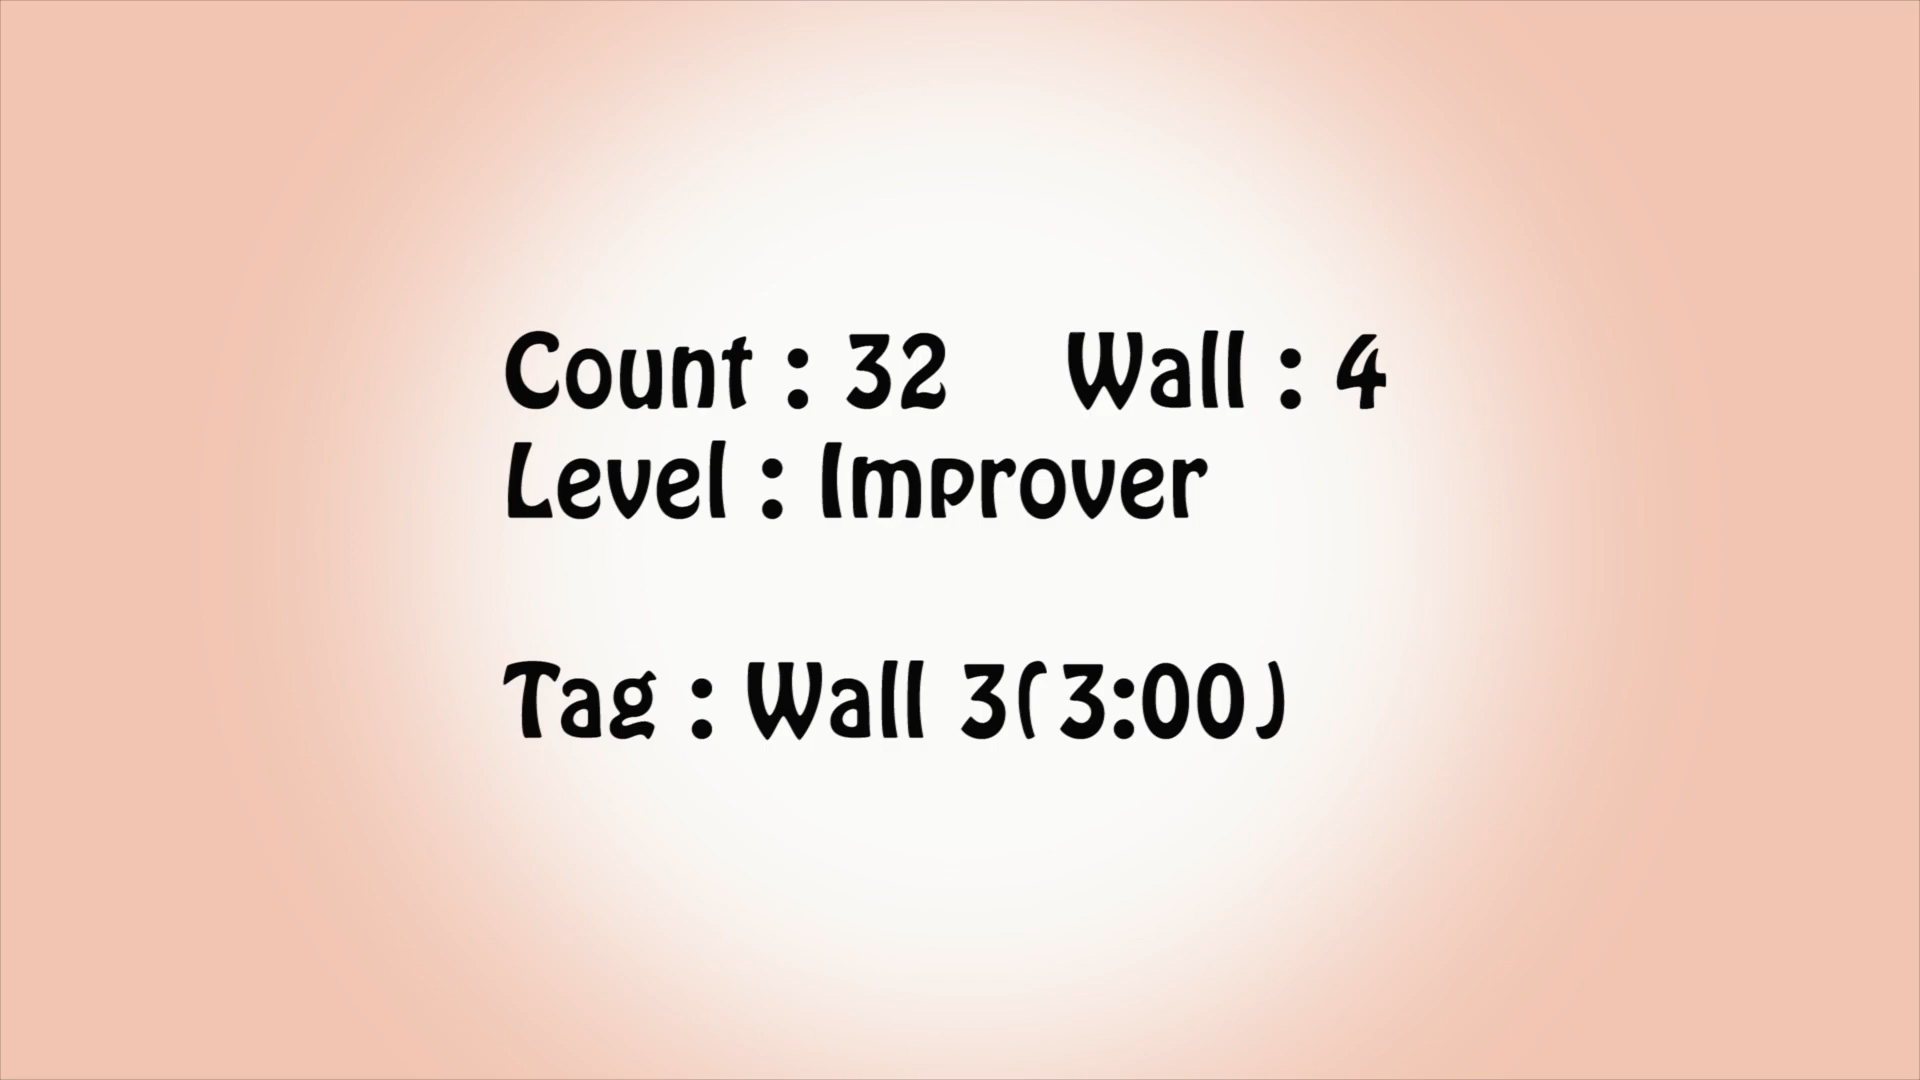 Count : 32 Wall : 4
Level : Improver
Tag : Wall 3(3:00)